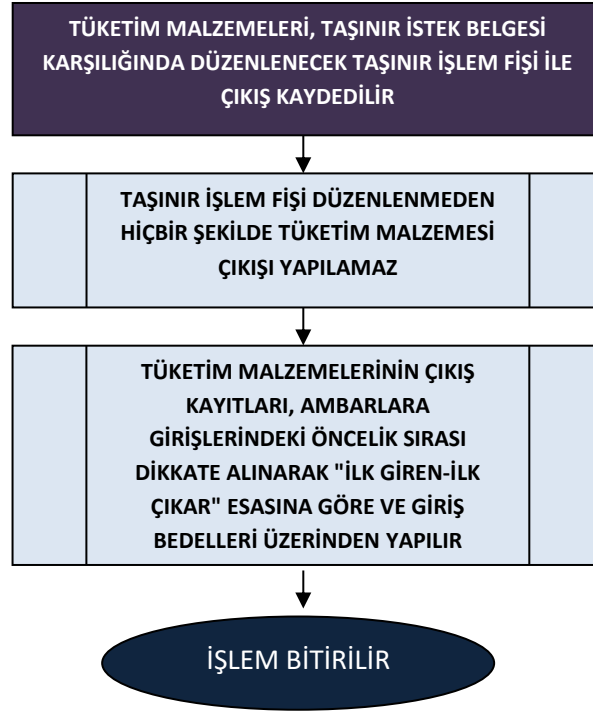 TÜKETİM MALZEMELERİ, TAŞINIR İSTEK BELGESİ
KARŞILIĞINDA DÜZENLENECEK TAŞINIR İŞLEM FİŞİ İLE
ÇIKIŞ KAYDEDİLİR
TAŞINIR İŞLEM FİŞİ DÜZENLENMEDEN
HİÇBİR ŞEKİLDE TÜKETİM MALZEMESİ
ÇIKIŞI YAPILAMAZ
TÜKETİM MALZEMELERİNİN ÇIKIŞ
KAYITLARI, AMBARLARA
GİRİŞLERİNDEKİ ÖNCELİK SIRASI
DİKKATE ALINARAK "İLK GİREN-İLK
ÇIKAR" ESASINA GÖRE VE GİRİŞ
BEDELLERİ ÜZERİNDEN YAPILIR
İŞLEM BİTİRİLİR